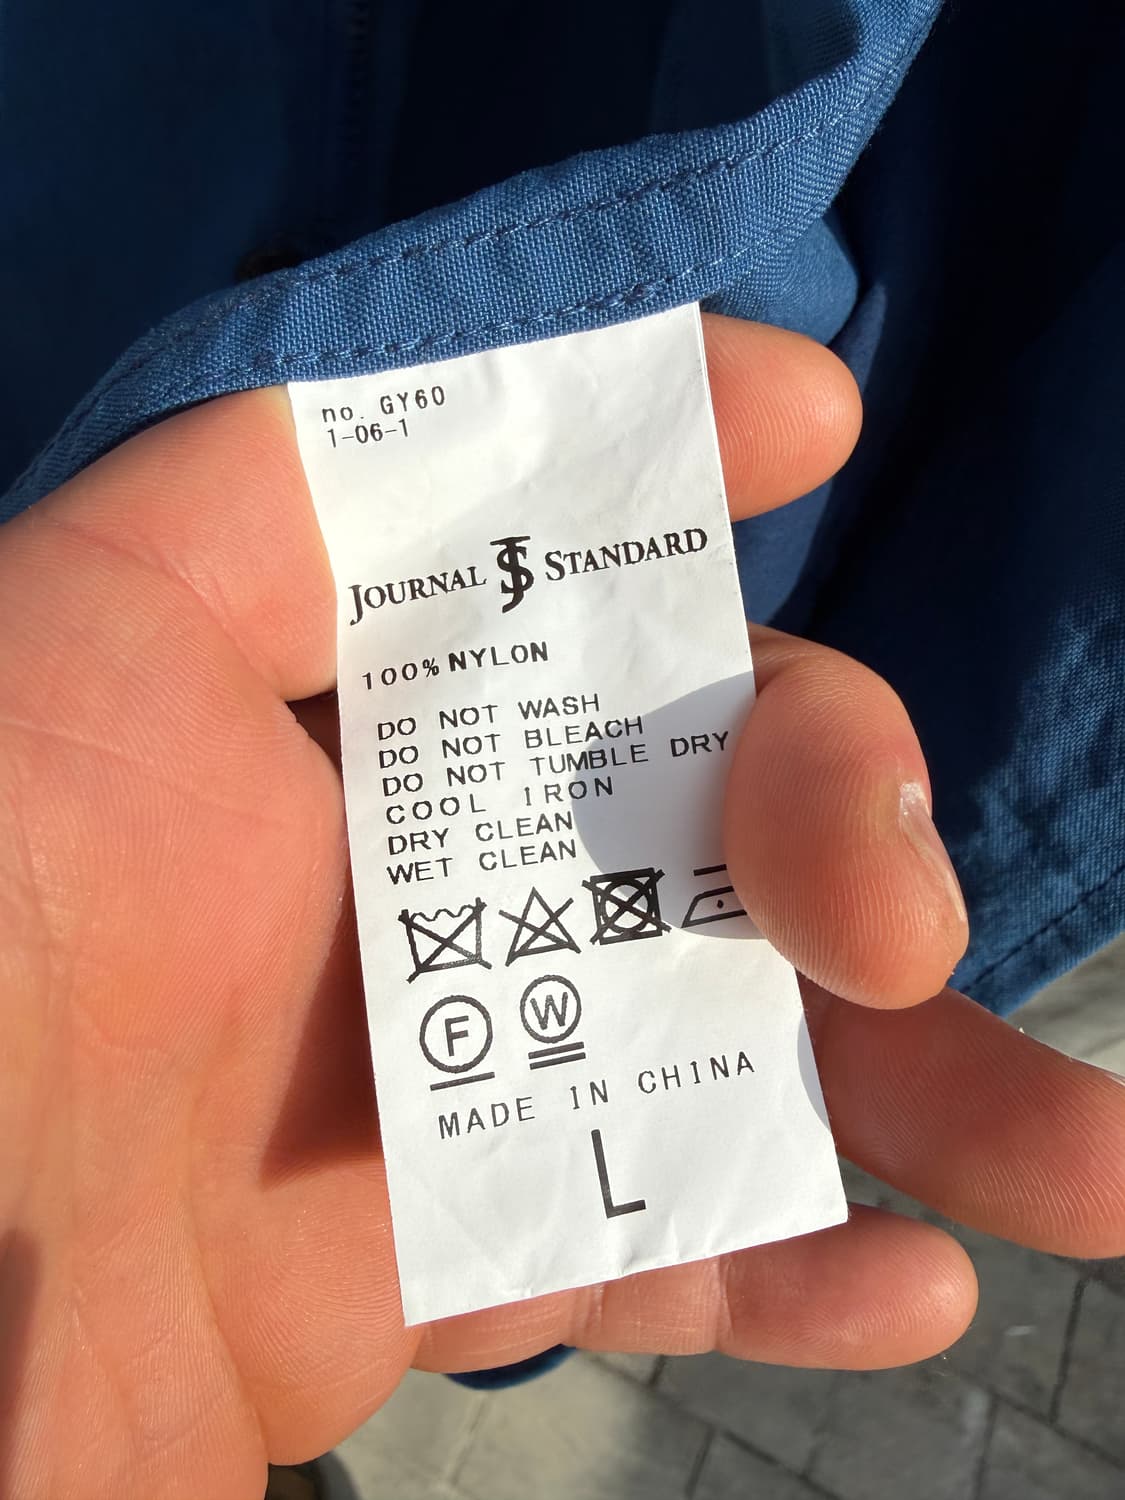 no. GY60
1-06-1
JOURNAL JS STANDARD
100% NYLON
DO NOT WASH
DO NOT BLEACH
DO NOT TUMBLE DRY
COOL IRON
DRY CLEAN
WET CLEAN
F W
MADE IN CHINA
L